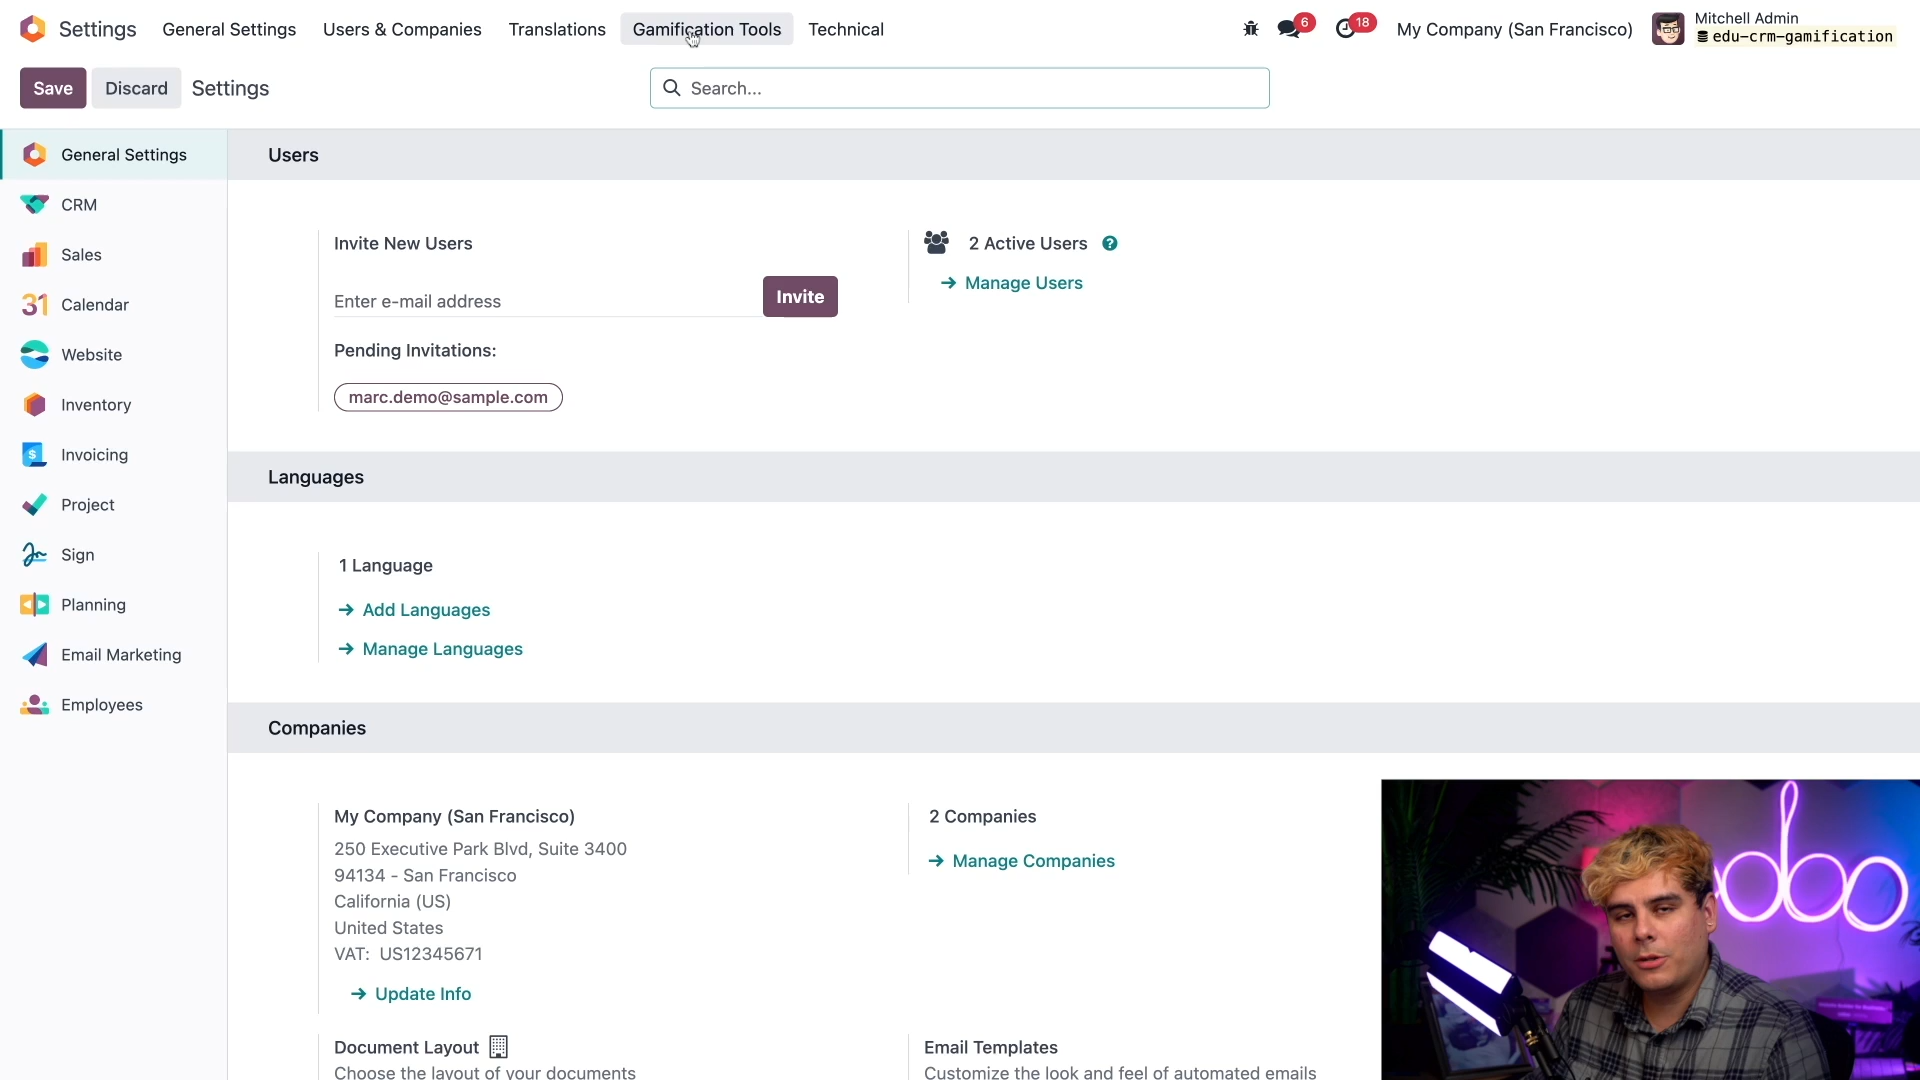 Settings General Settings Users & Companies Translations Gamification Tools Technical 6 18 My Company (San Francisco) Mitchell Admin
edu-crm-gamification
Save Discard Settings Search...
General Settings
CRM
Sales
31 Calendar
Website
Inventory
$ Invoicing
Project
Sign
Planning
Email Marketing
Employees
Users
Invite New Users
Enter e-mail address Invite
Pending Invitations:
marc.demo@sample.com
2 Active Users ?
Manage Users
Languages
1 Language
Add Languages
Manage Languages
Companies
My Company (San Francisco)
250 Executive Park Blvd, Suite 3400
94134 - San Francisco
California (US)
United States
VAT: US12345671
Update Info
2 Companies
Manage Companies
Document Layout
Choose the layout of your documents
Email Templates
Customize the look and feel of automated emails
odoo